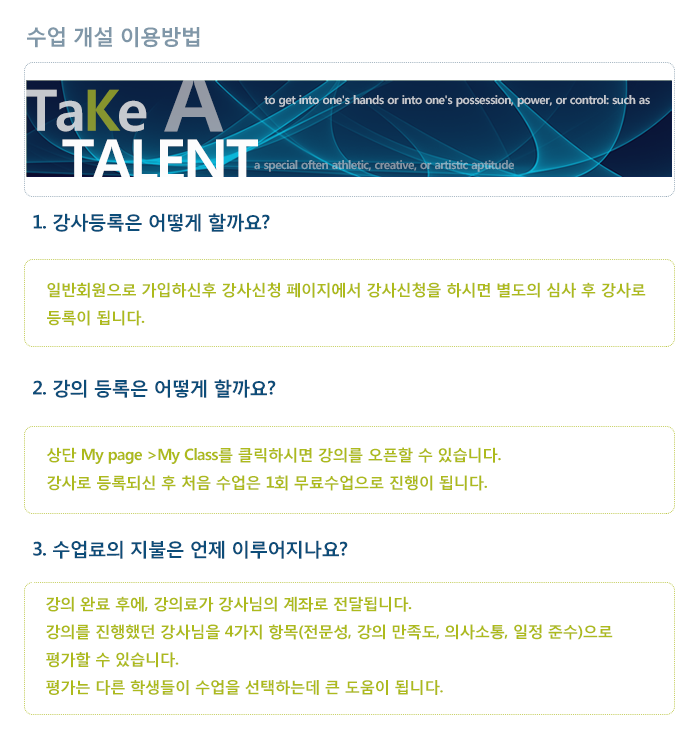 수업 개설 이용방법
TaKe A
to get into one's hands or into one's possession, power, or control: such as
TALENT
a special often athletic, creative, or artistic aptitude
1. 강사등록은 어떻게 할까요?
일반회원으로 가입하신후 강사신청 페이지에서 강사신청을 하시면 별도의 심사 후 강사로
등록이 됩니다.
2. 강의 등록은 어떻게 할까요?
상단 My page >My Class를 클릭하시면 강의를 오픈할 수 있습니다.
강사로 등록되신 후 처음 수업은 1회 무료수업으로 진행이 됩니다.
3. 수업료의 지불은 언제 이루어지나요?
강의 완료 후에, 강의료가 강사님의 계좌로 전달됩니다.
강의를 진행했던 강사님을 4가지 항목(전문성, 강의 만족도, 의사소통, 일정 준수)으로
평가할 수 있습니다.
평가는 다른 학생들이 수업을 선택하는데 큰 도움이 됩니다.